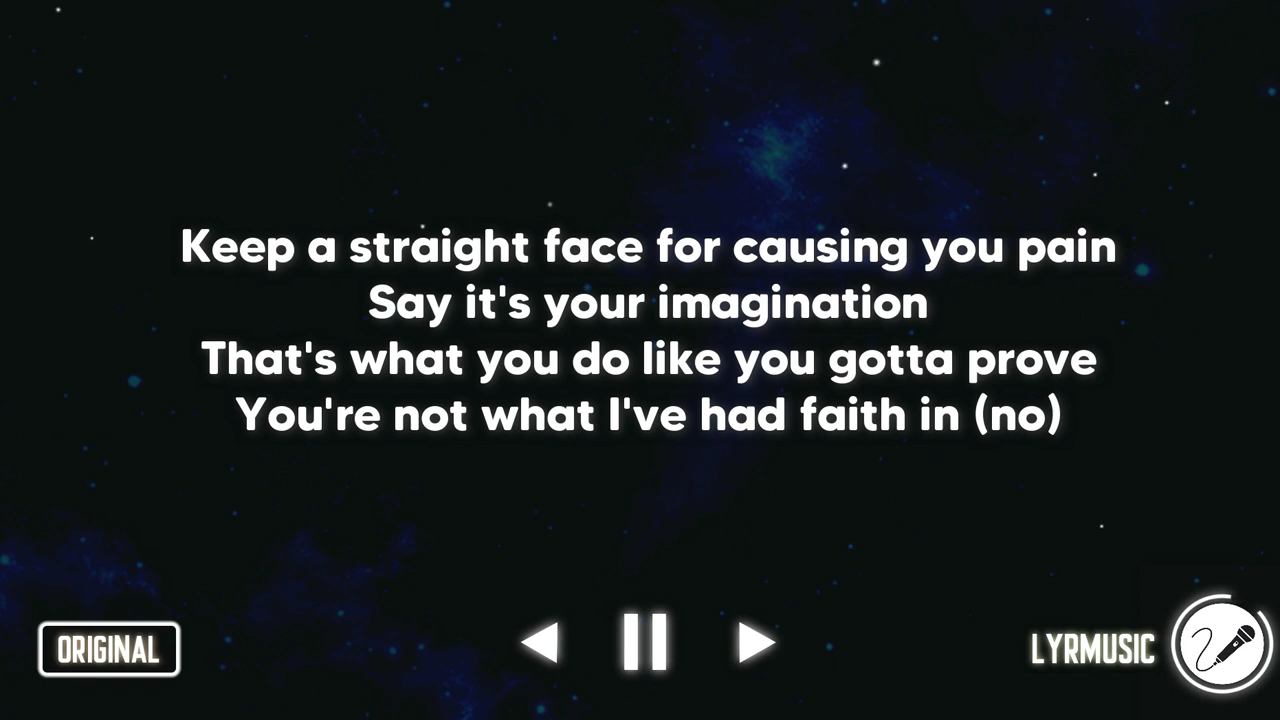 Keep a straight face for causing you pain
Say it's your imagination
That's what you do like you gotta prove
You're not what I've had faith in (no)
ORIGINAL
LYRMUSIC